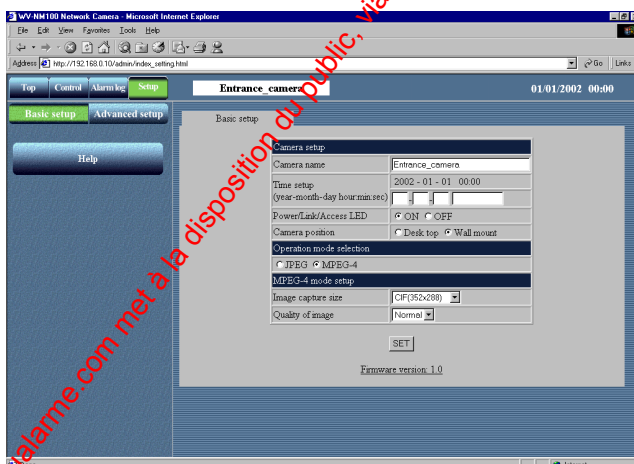 WV-NM100 Network Camera - Microsoft Internet Explorer
File Edit View Favorites Tools Help
Address http://192.168.0.10/admin/index_setting.html Go Links
Top Control Alarm log Setup Entrance_camera 01/01/2002 00:00
Basic setup Advanced setup
Help
Basic setup
Camera setup
Camera name Entrance_camera
Time setup 2002 - 01 - 01 00:00
(year-month-day hour:min:sec) - -
Power/Link/Access LED ON OFF
Camera position Desk top Wall mount
Operation mode selection
JPEG MPEG-4
MPEG-4 mode setup
Image capture size CIF(352x288)
Quality of image Normal
SET
Firmware version: 1.0
alarme.com met à la disposition du public, via